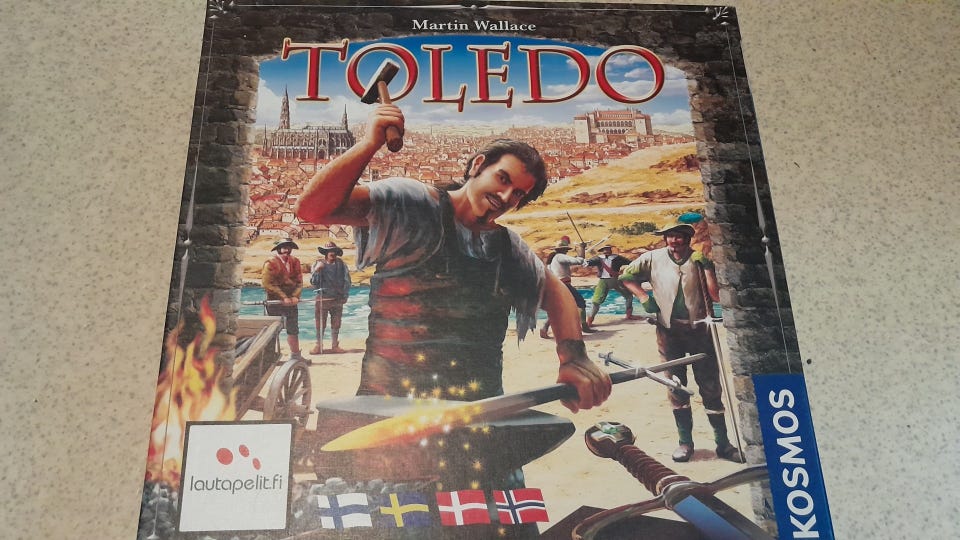 Martin Wallace
TOLEDO
lautapelit.fi
KOSMOS